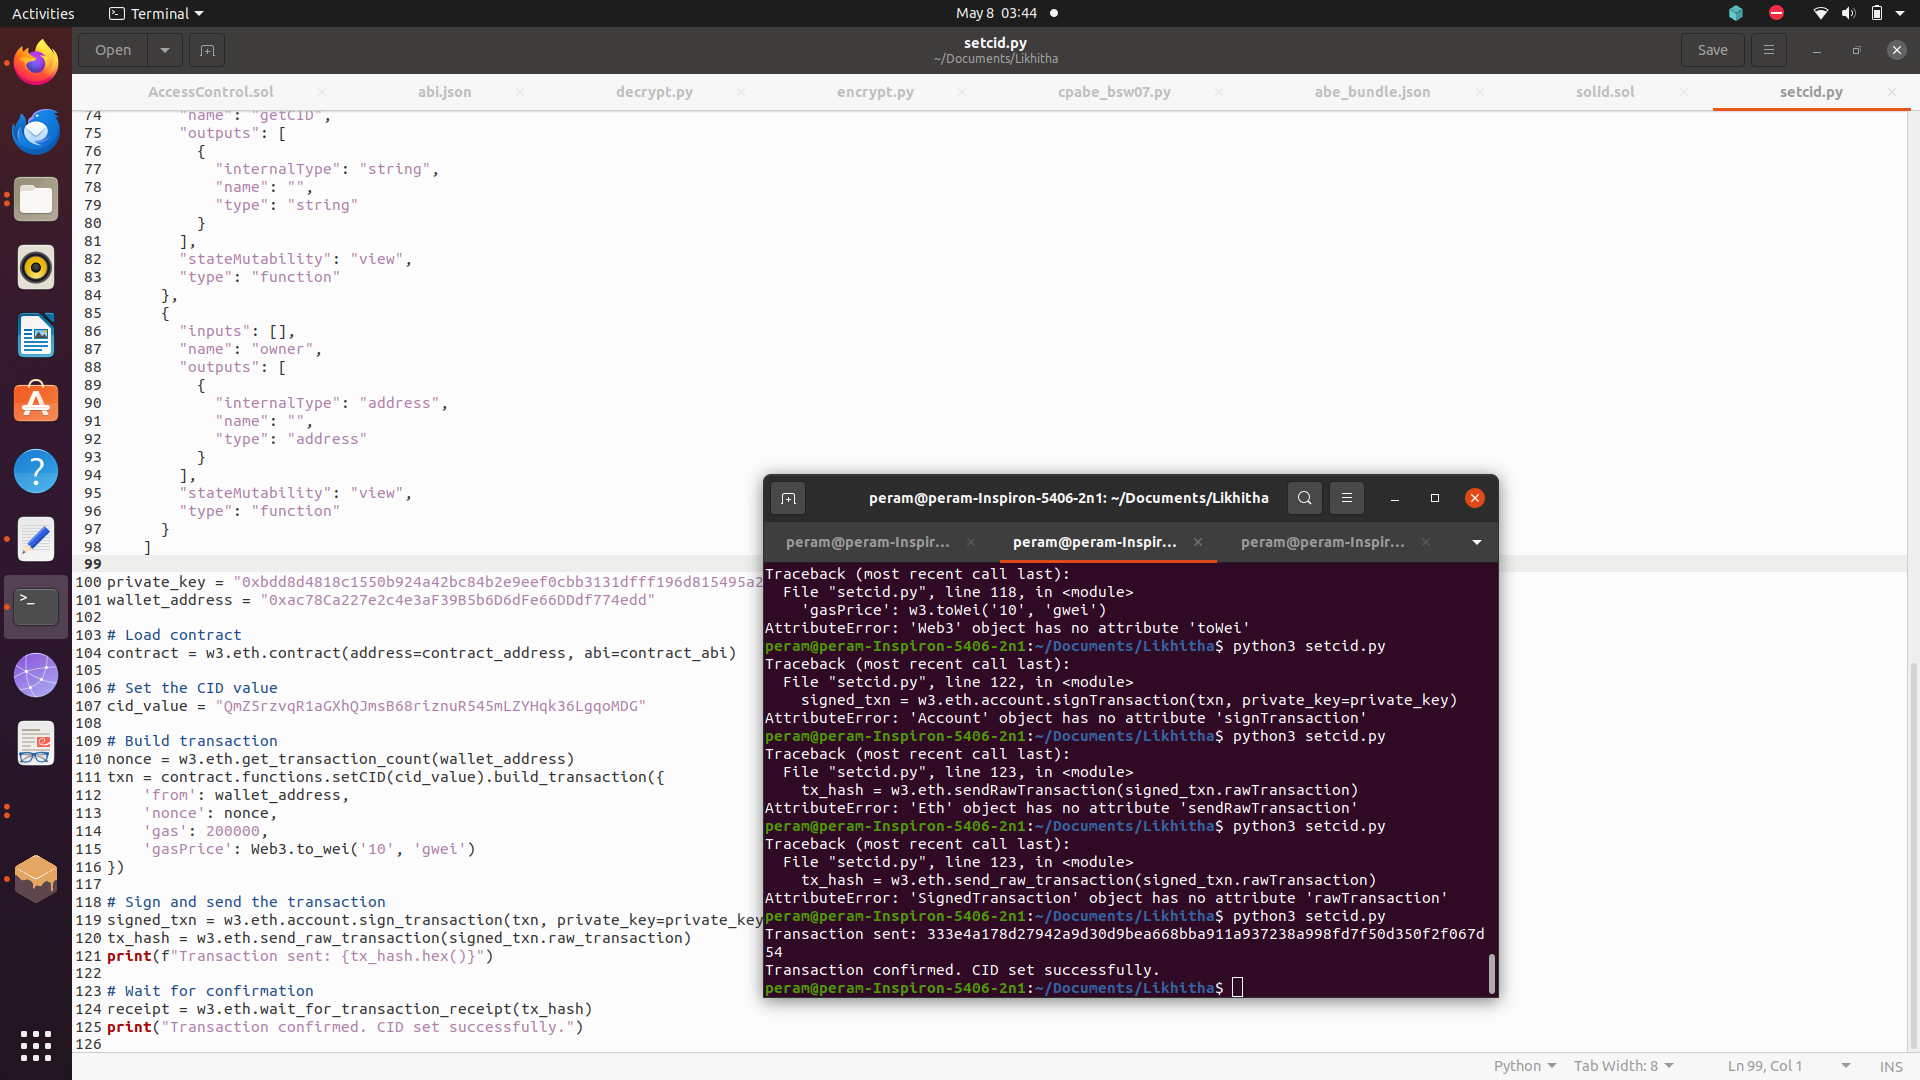 Activities
Terminal
May 8 03:44
Open
setcid.py
~/Documents/Likhitha
Save
AccessControl.sol
abi.json
decrypt.py
encrypt.py
cpabe_bsw07.py
abe_bundle.json
solid.sol
setcid.py
74 "name": "getCID",
75 "outputs": [
76 {
77 "internalType": "string",
78 "name": "",
79 "type": "string"
80 }
81 ],
82 "stateMutability": "view",
83 "type": "function"
84 },
85 {
86 "inputs": [],
87 "name": "owner",
88 "outputs": [
89 {
90 "internalType": "address",
91 "name": "",
92 "type": "address"
93 }
94 ],
95 "stateMutability": "view",
96 "type": "function"
97 }
98 ]
99
100 private_key = "0xbdd8d4818c1550b924a42bc84b2e9eef0cbb3131dfff196d815495a2
101 wallet_address = "0xac78Ca227e2c4e3aF39B5b6D6dFe66DDdf774edd"
102
103 # Load contract
104 contract = w3.eth.contract(address=contract_address, abi=contract_abi)
105
106 # Set the CID value
107 cid_value = "QmZ5rzvqR1aGXhQJmsB68riznuR545mLZYHqk36LgqoMDG"
108
109 # Build transaction
110 nonce = w3.eth.get_transaction_count(wallet_address)
111 txn = contract.functions.setCID(cid_value).build_transaction({
112 'from': wallet_address,
113 'nonce': nonce,
114 'gas': 200000,
115 'gasPrice': Web3.to_wei('10', 'gwei')
116 })
117
118 # Sign and send the transaction
119 signed_txn = w3.eth.account.sign_transaction(txn, private_key=private_key
120 tx_hash = w3.eth.send_raw_transaction(signed_txn.raw_transaction)
121 print(f"Transaction sent: {tx_hash.hex()}")
122
123 # Wait for confirmation
124 receipt = w3.eth.wait_for_transaction_receipt(tx_hash)
125 print("Transaction confirmed. CID set successfully.")
126
peram@peram-Inspiron-5406-2n1: ~/Documents/Likhitha
peram@peram-Inspir...
peram@peram-Inspir...
peram@peram-Inspir...
Traceback (most recent call last):
File "setcid.py", line 118, in <module>
'gasPrice': w3.toWei('10', 'gwei')
AttributeError: 'Web3' object has no attribute 'toWei'
peram@peram-Inspiron-5406-2n1:~/Documents/Likhitha$ python3 setcid.py
Traceback (most recent call last):
File "setcid.py", line 122, in <module>
signed_txn = w3.eth.account.signTransaction(txn, private_key=private_key)
AttributeError: 'Account' object has no attribute 'signTransaction'
peram@peram-Inspiron-5406-2n1:~/Documents/Likhitha$ python3 setcid.py
Traceback (most recent call last):
File "setcid.py", line 123, in <module>
tx_hash = w3.eth.sendRawTransaction(signed_txn.rawTransaction)
AttributeError: 'Eth' object has no attribute 'sendRawTransaction'
peram@peram-Inspiron-5406-2n1:~/Documents/Likhitha$ python3 setcid.py
Traceback (most recent call last):
File "setcid.py", line 123, in <module>
tx_hash = w3.eth.send_raw_transaction(signed_txn.rawTransaction)
AttributeError: 'SignedTransaction' object has no attribute 'rawTransaction'
peram@peram-Inspiron-5406-2n1:~/Documents/Likhitha$ python3 setcid.py
Transaction sent: 333e4a178d27942a9d30d9bea668bba911a937238a998fd7f50d350f2f067d
54
Transaction confirmed. CID set successfully.
peram@peram-Inspiron-5406-2n1:~/Documents/Likhitha$
Python
Tab Width: 8
Ln 99, Col 1
INS